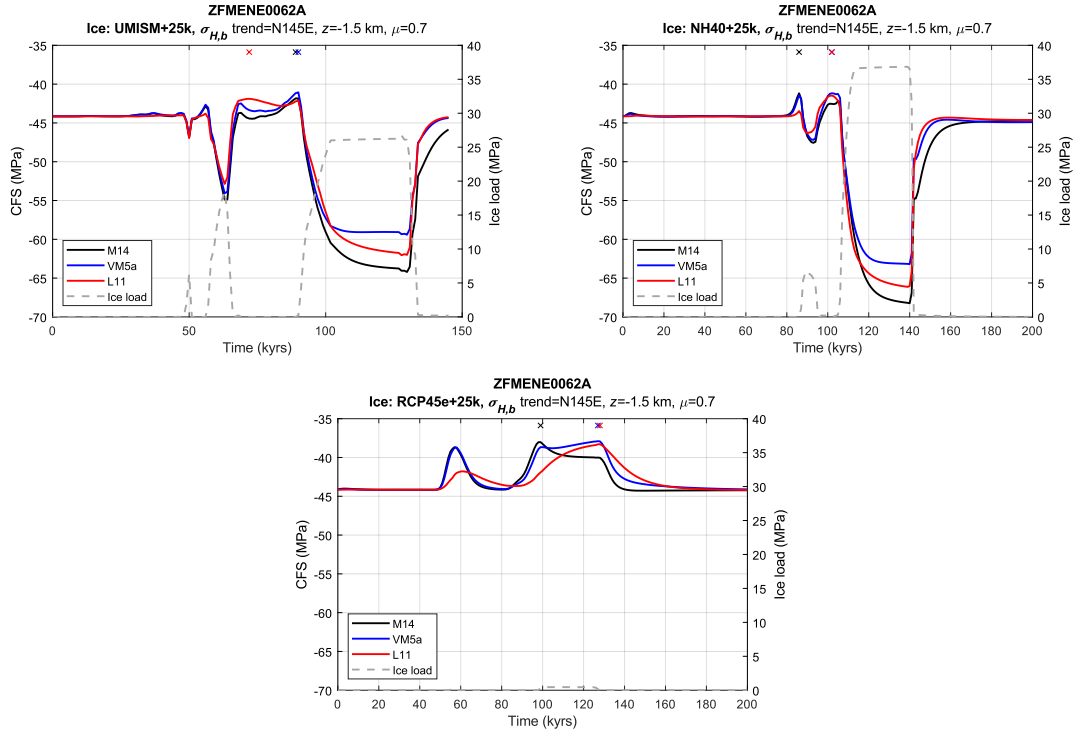 ZFMENE0062A
Ice: UMISM+25k, σH,b trend=N145E, z=-1.5 km, μ=0.7
-35
-40
-45
-50
-55
-60
-65
-70
CFS (MPa)
40
35
30
25
20
15
10
5
0
Ice load (MPa)
M14
VM5a
L11
Ice load
0
50
100
150
Time (kyrs)
ZFMENE0062A
Ice: NH40+25k, σH,b trend=N145E, z=-1.5 km, μ=0.7
-35
-40
-45
-50
-55
-60
-65
-70
CFS (MPa)
40
35
30
25
20
15
10
5
0
Ice load (MPa)
M14
VM5a
L11
Ice load
0 20 40 60 80 100 120 140 160 180 200
Time (kyrs)
ZFMENE0062A
Ice: RCP45e+25k, σH,b trend=N145E, z=-1.5 km, μ=0.7
-35
-40
-45
-50
-55
-60
-65
-70
CFS (MPa)
40
35
30
25
20
15
10
5
0
Ice load (MPa)
M14
VM5a
L11
Ice load
0 20 40 60 80 100 120 140 160 180 200
Time (kyrs)